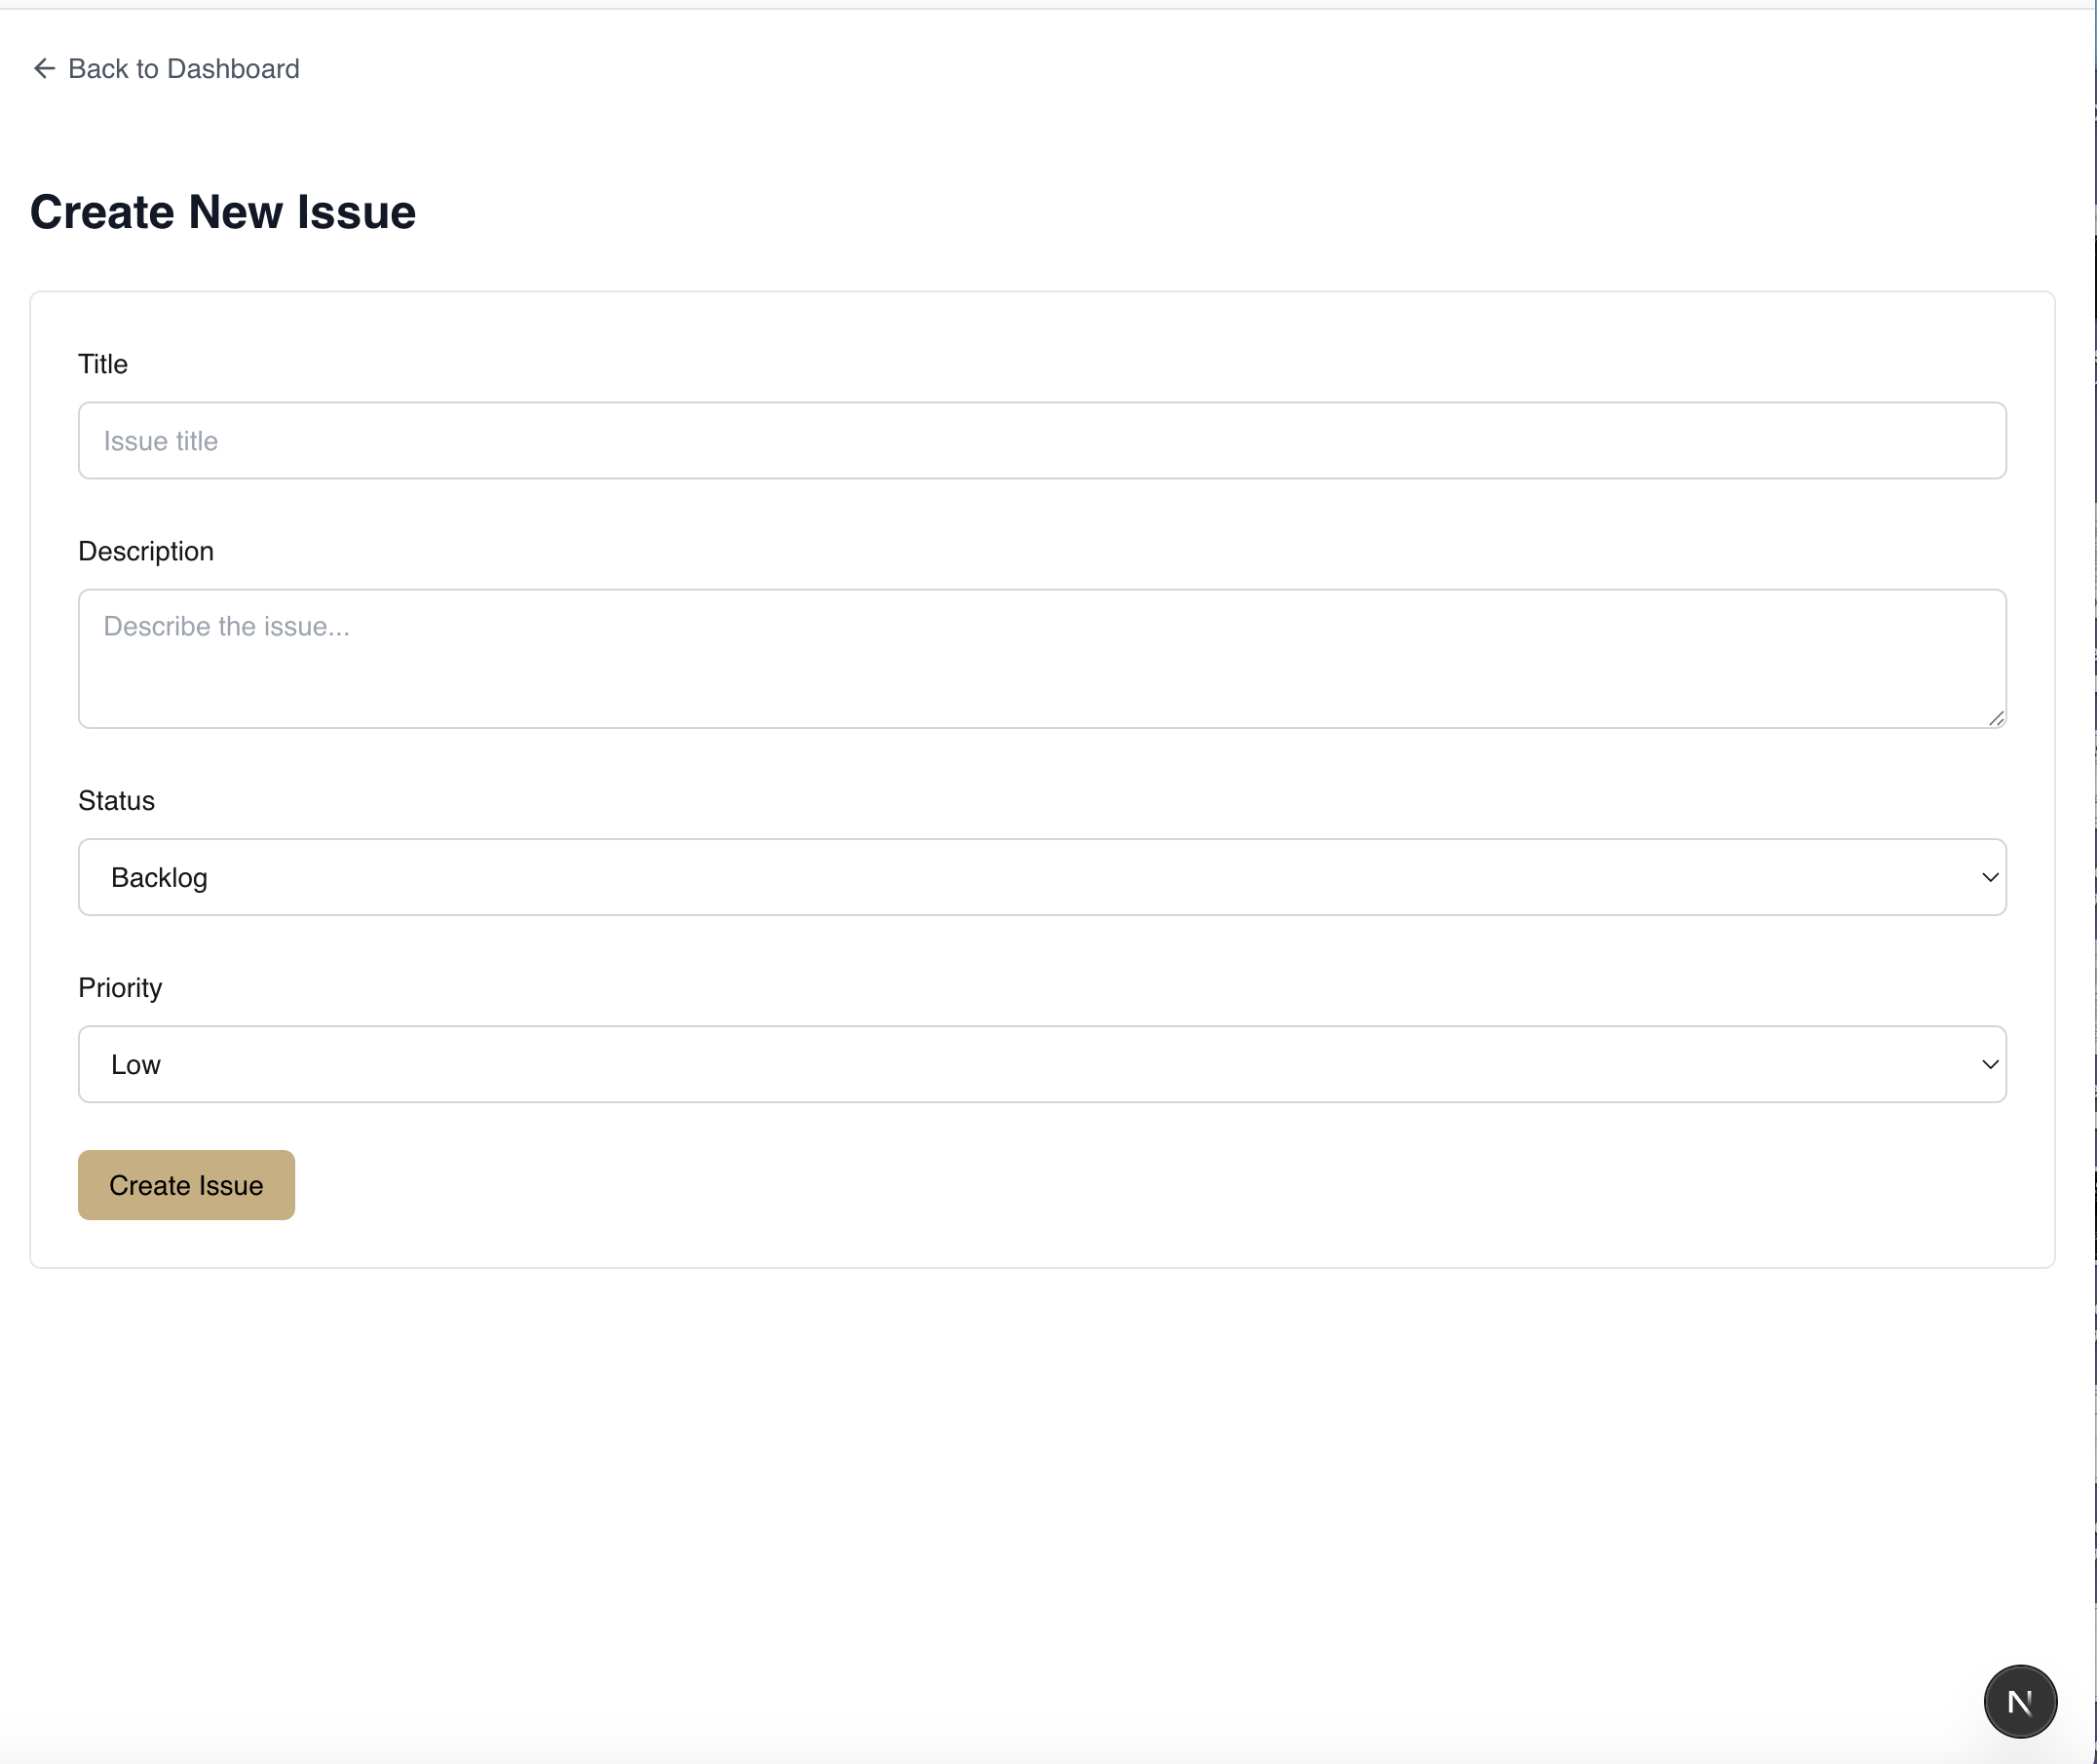 Back to Dashboard
Create New Issue
Title
Issue title
Description
Describe the issue...
Status
Backlog
Priority
Low
Create Issue
N